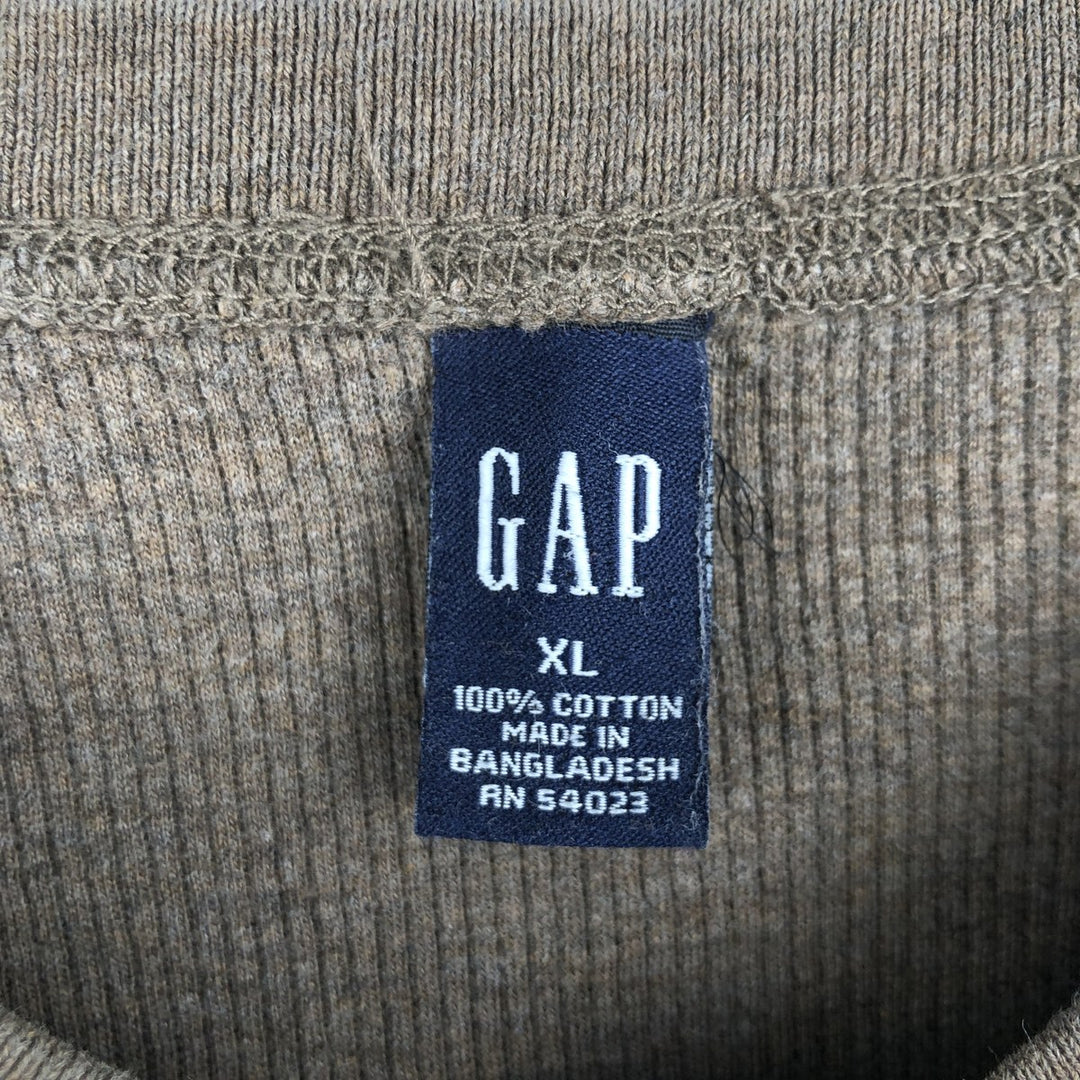 GAP
XL
100% COTTON
MADE IN
BANGLADESH
RN 54023